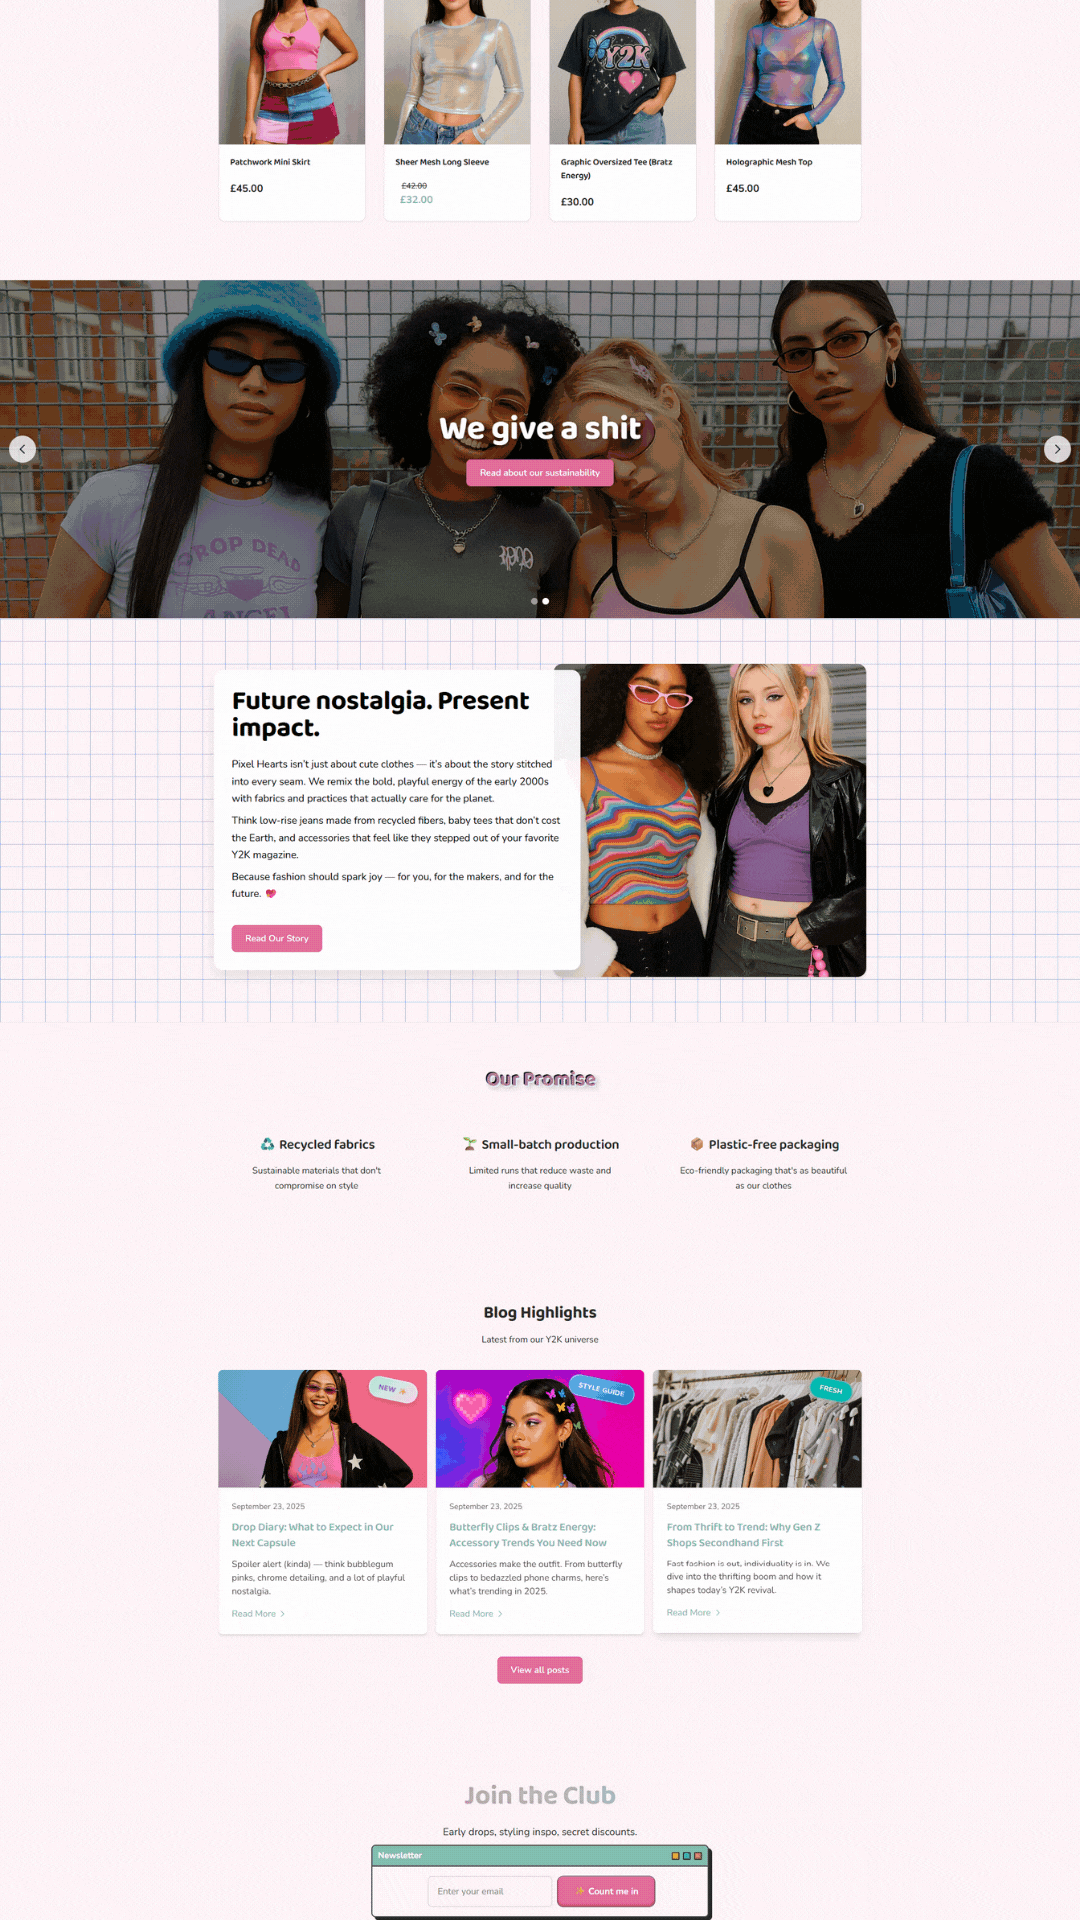 Y2K
Patchwork Mini Skirt
£45.00
Sheer Mesh Long Sleeve
£42.00
£32.00
Graphic Oversized Tee (Bratz
Energy)
£30.00
Holographic Mesh Top
£45.00
We give a shit
Read about our sustainability
DROP DEAD
ANGEL
Future nostalgia. Present
impact.
Pixel Hearts isn't just about cute clothes — it's about the story stitched
into every seam. We remix the bold, playful energy of the early 2000s
with fabrics and practices that actually care for the planet.
Think low-rise jeans made from recycled fibers, baby tees that don't cost
the Earth, and accessories that feel like they stepped out of your favorite
Y2K magazine.
Because fashion should spark joy — for you, for the makers, and for the
future. 💖
Read Our Story
Our Promise
♻️ Recycled fabrics
Sustainable materials that don't
compromise on style
🌱 Small-batch production
Limited runs that reduce waste and
increase quality
📦 Plastic-free packaging
Eco-friendly packaging that's as beautiful
as our clothes
Blog Highlights
Latest from our Y2K universe
NEW ✨
September 23, 2025
Drop Diary: What to Expect in Our
Next Capsule
Spoiler alert (kinda) — think bubblegum
pinks, chrome detailing, and a lot of playful
nostalgia.
Read More >
STYLE GUIDE
September 23, 2025
Butterfly Clips & Bratz Energy:
Accessory Trends You Need Now
Accessories make the outfit. From butterfly
clips to bedazzled phone charms, here's
what's trending in 2025.
Read More >
FRESH
September 23, 2025
From Thrift to Trend: Why Gen Z
Shops Secondhand First
Fast fashion is out, individuality is in. We
dive into the thrifting boom and how it
shapes today's Y2K revival.
Read More >
View all posts
Join the Club
Early drops, styling inspo, secret discounts.
Newsletter
Enter your email
✨ Count me in